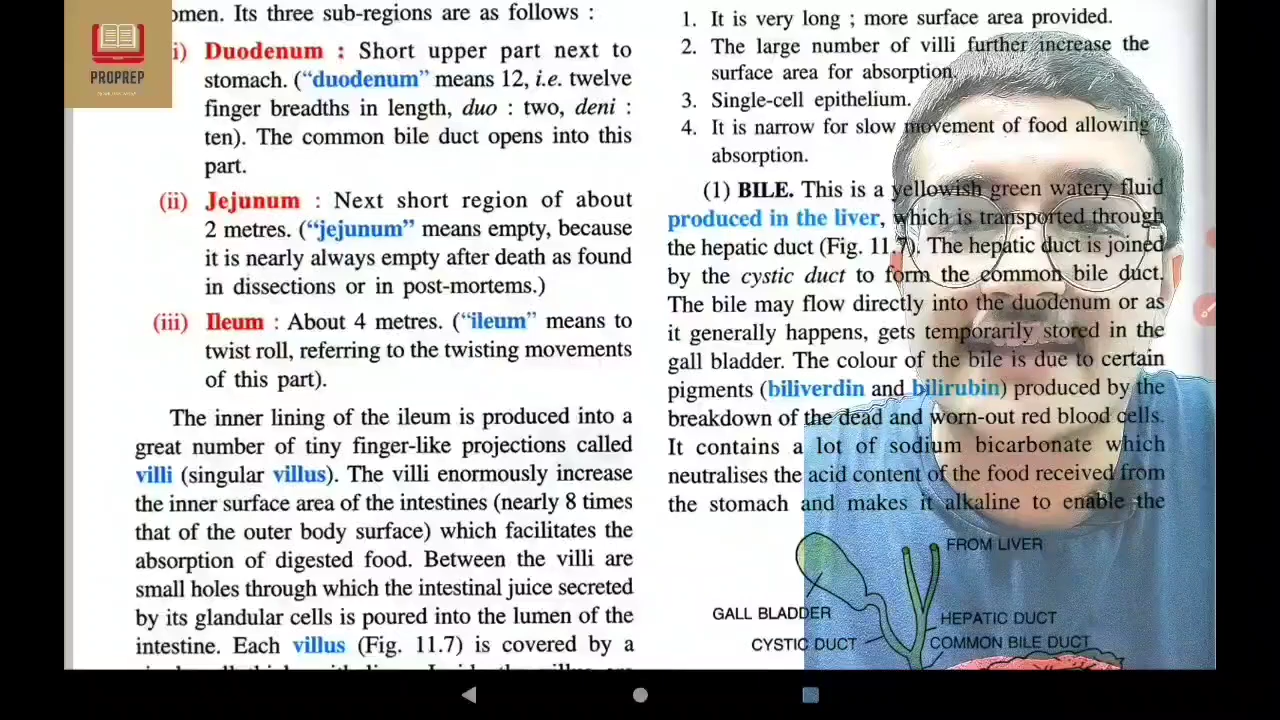 PROPREP
omen. Its three sub-regions are as follows :
i) Duodenum : Short upper part next to
stomach. (“duodenum” means 12, i.e. twelve
finger breadths in length, duo : two, deni :
ten). The common bile duct opens into this
part.
(ii) Jejunum : Next short region of about
2 metres. (“jejunum” means empty, because
it is nearly always empty after death as found
in dissections or in post-mortems.)
(iii) Ileum : About 4 metres. (“ileum” means to
twist roll, referring to the twisting movements
of this part).
The inner lining of the ileum is produced into a
great number of tiny finger-like projections called
villi (singular villus). The villi enormously increase
the inner surface area of the intestines (nearly 8 times
that of the outer body surface) which facilitates the
absorption of digested food. Between the villi are
small holes through which the intestinal juice secreted
by its glandular cells is poured into the lumen of the
intestine. Each villus (Fig. 11.7) is covered by a
1. It is very long ; more surface area provided.
2. The large number of villi further increase the
surface area for absorption.
3. Single-cell epithelium.
4. It is narrow for slow movement of food allowing
absorption.
(1) BILE. This is a yellowish green watery fluid
produced in the liver, which is transported through
the hepatic duct (Fig. 11.7). The hepatic duct is joined
by the cystic duct to form the common bile duct.
The bile may flow directly into the duodenum or as
it generally happens, gets temporarily stored in the
gall bladder. The colour of the bile is due to certain
pigments (biliverdin and bilirubin) produced by the
breakdown of the dead and worn-out red blood cells.
It contains a lot of sodium bicarbonate which
neutralises the acid content of the food received from
the stomach and makes it alkaline to enable the
FROM LIVER
GALL BLADDER
HEPATIC DUCT
CYSTIC DUCT
COMMON BILE DUCT